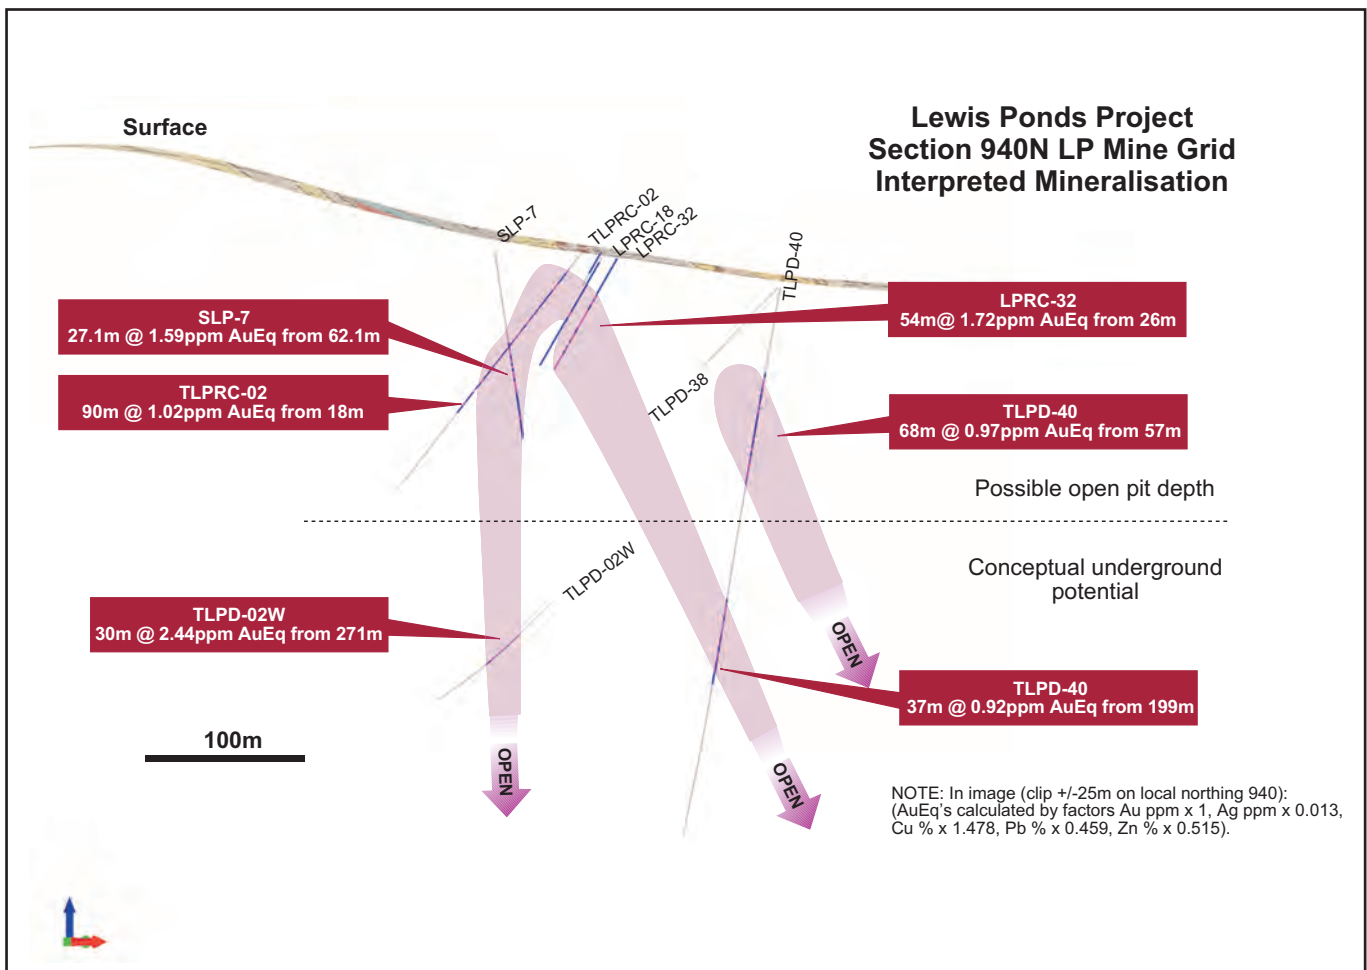 Lewis Ponds Project
Section 940N LP Mine Grid
Interpreted Mineralisation
Surface
SLP-7
TLPRC-02
LPRC-18
LPRC-32
TLPD-40
SLP-7
27.1m @ 1.59ppm AuEq from 62.1m
TLPRC-02
90m @ 1.02ppm AuEq from 18m
LPRC-32
54m@ 1.72ppm AuEq from 26m
TLPD-38
TLPD-40
68m @ 0.97ppm AuEq from 57m
Possible open pit depth
Conceptual underground
potential
TLPD-02W
TLPD-02W
30m @ 2.44ppm AuEq from 271m
OPEN
TLPD-40
37m @ 0.92ppm AuEq from 199m
100m
OPEN
OPEN
NOTE: In image (clip +/-25m on local northing 940):
(AuEq's calculated by factors Au ppm x 1, Ag ppm x 0.013,
Cu % x 1.478, Pb % x 0.459, Zn % x 0.515).